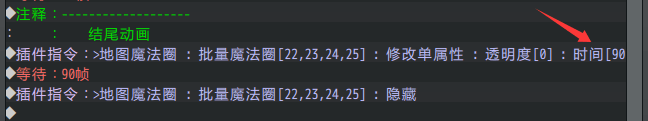 ◆注释：-------------------
：　　：　　结尾动画
◆插件指令：>地图魔法圈 : 批量魔法圈[22,23,24,25] : 修改单属性 : 透明度[0] : 时间[90
◆等待：90帧
◆插件指令：>地图魔法圈 : 批量魔法圈[22,23,24,25] : 隐藏
◆